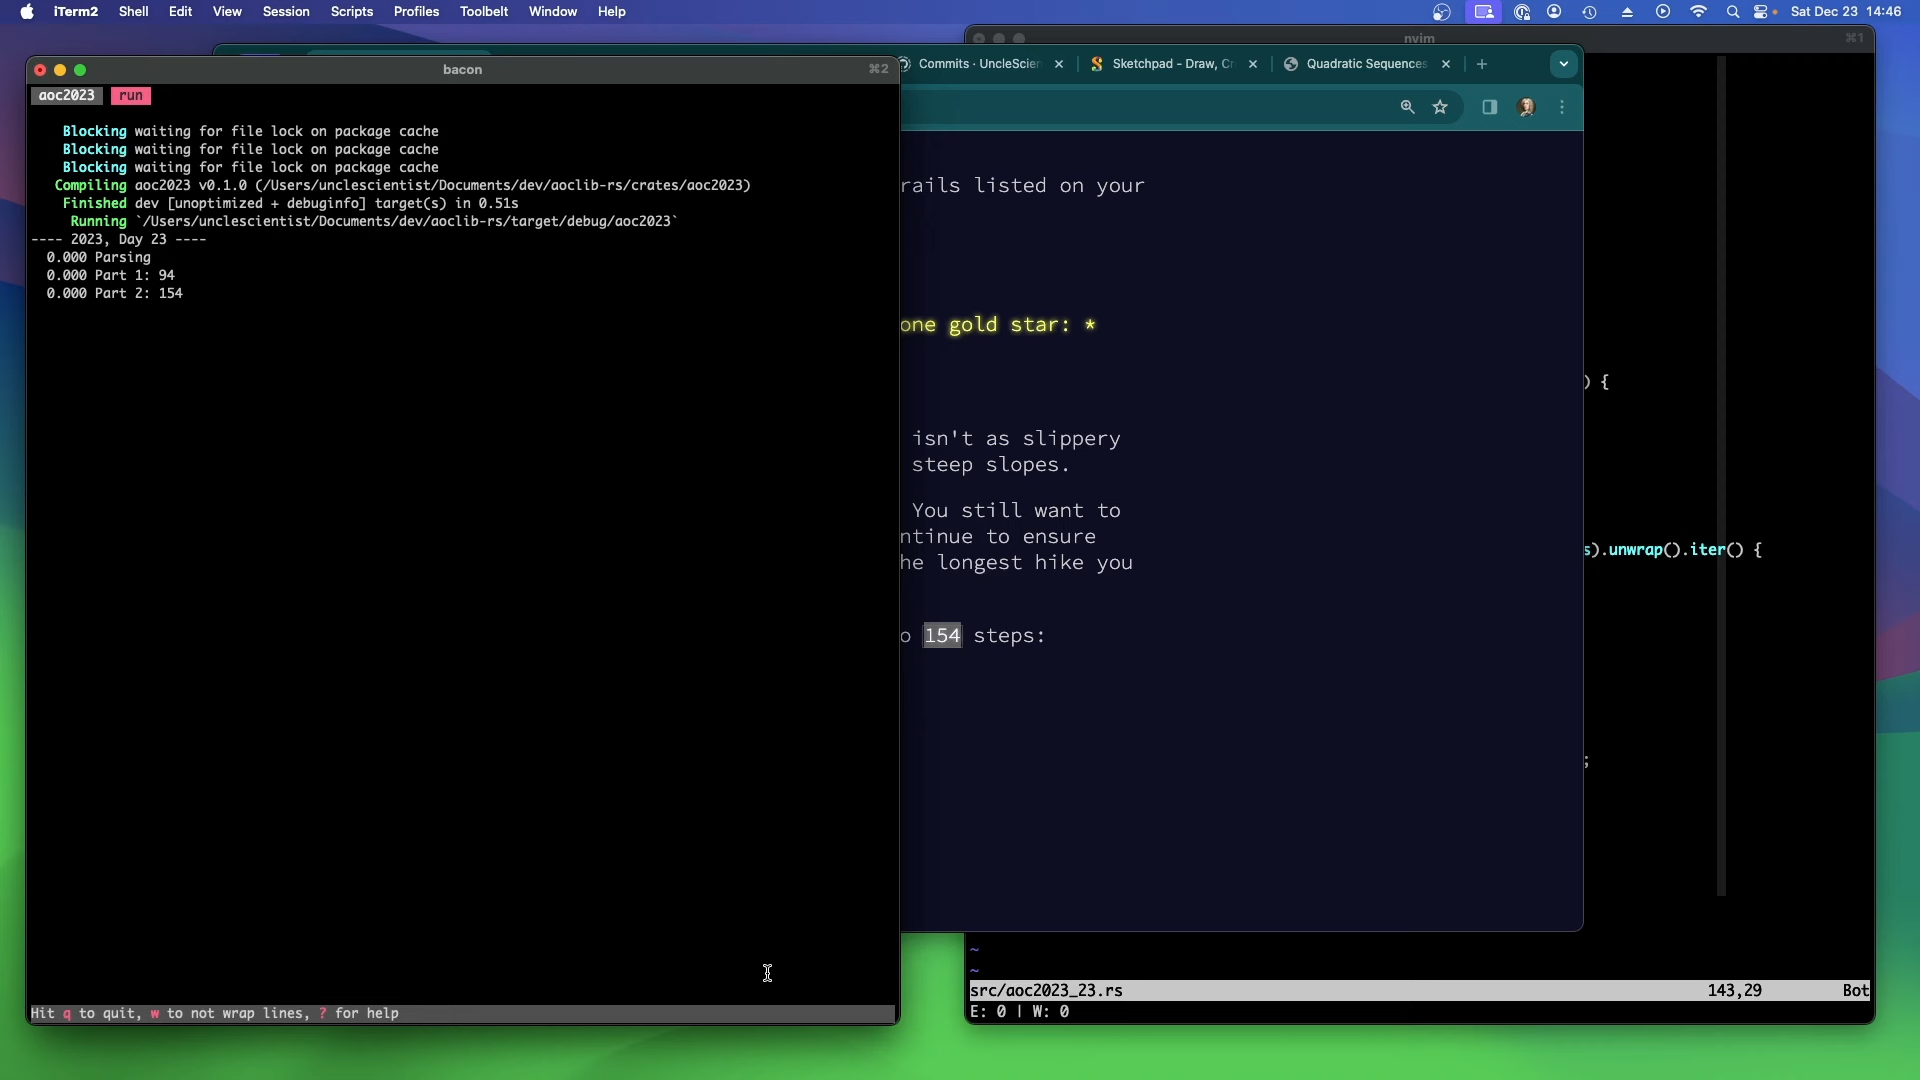 iTerm2 Shell Edit View Session Scripts Profiles Toolbelt Window Help Sat Dec 23 14:46
bacon ⌘2
aoc2023 run
Blocking waiting for file lock on package cache
Blocking waiting for file lock on package cache
Blocking waiting for file lock on package cache
Compiling aoc2023 v0.1.0 (/Users/unclescientist/Documents/dev/aoclib-rs/crates/aoc2023)
Finished dev [unoptimized + debuginfo] target(s) in 0.51s
Running `/Users/unclescientist/Documents/dev/aoclib-rs/target/debug/aoc2023`
---- 2023, Day 23 ----
0.000 Parsing
0.000 Part 1: 94
0.000 Part 2: 154
Hit q to quit, w to not wrap lines, ? for help
Commits · UncleScien Sketchpad - Draw, Cr Quadratic Sequences
rails listed on your
one gold star: *
isn't as slippery
steep slopes.
You still want to
ntinue to ensure
he longest hike you
o 154 steps:
nvim ⌘1
) {
s).unwrap().iter() {
;
~
~
src/aoc2023_23.rs 143,29 Bot
E: 0 | W: 0